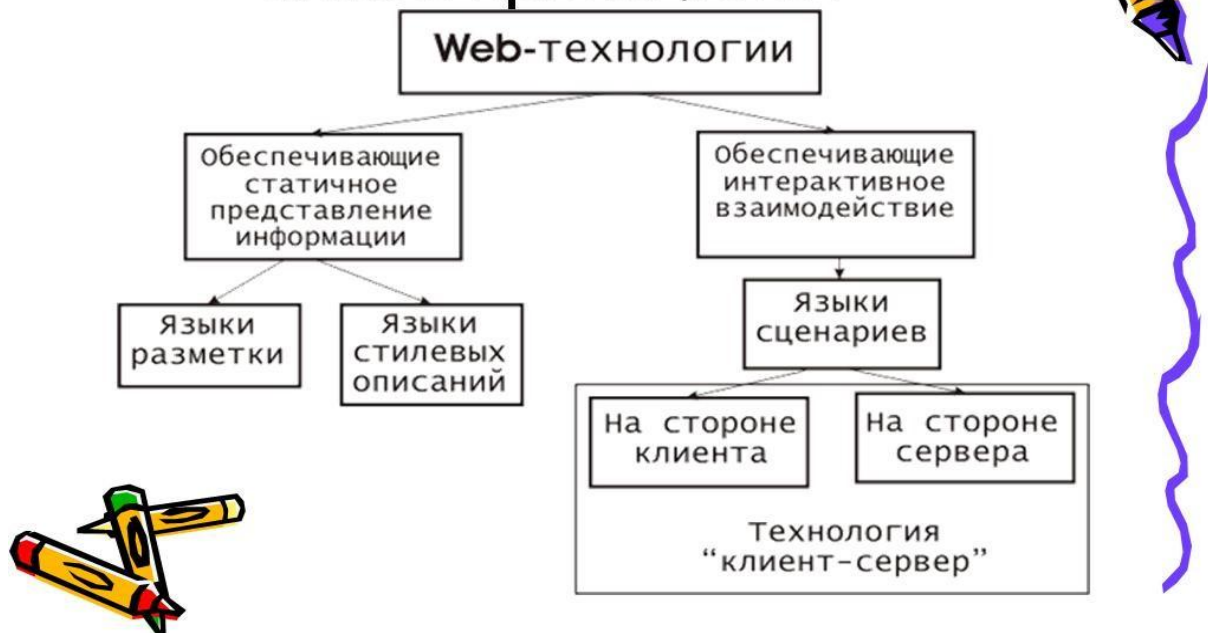 Web-технологии
Обеспечивающие
статичное
представление
информации
Обеспечивающие
интерактивное
взаимодействие
Языки
разметки
Языки
стилевых
описаний
Языки
сценариев
На стороне
клиента
На стороне
сервера
Технология
“клиент-сервер”